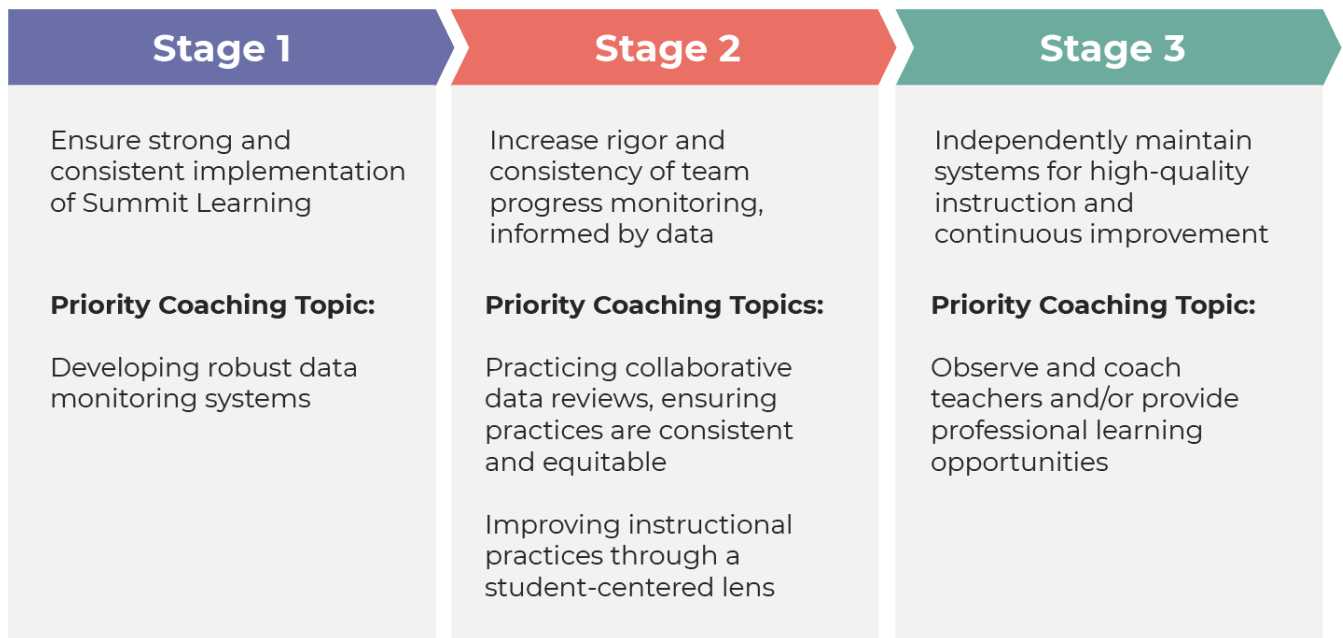 Stage 1
Ensure strong and
consistent implementation
of Summit Learning
Priority Coaching Topic:
Developing robust data
monitoring systems
Stage 2
Increase rigor and
consistency of team
progress monitoring,
informed by data
Priority Coaching Topics:
Practicing collaborative
data reviews, ensuring
practices are consistent
and equitable
Improving instructional
practices through a
student-centered lens
Stage 3
Independently maintain
systems for high-quality
instruction and
continuous improvement
Priority Coaching Topic:
Observe and coach
teachers and/or provide
professional learning
opportunities